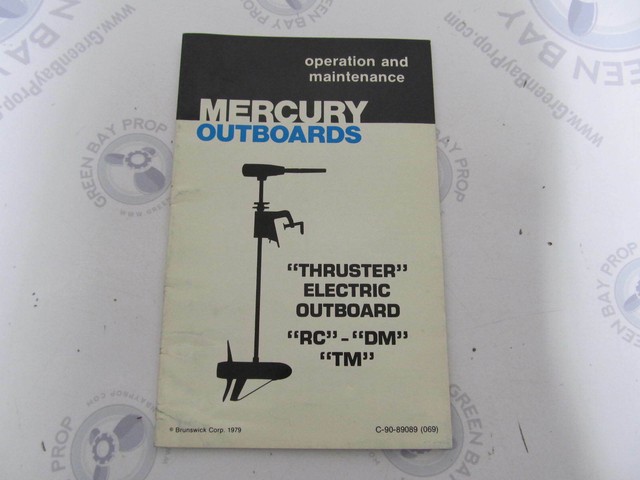 operation and
maintenance
MERCURY
OUTBOARDS
“THRUSTER”
ELECTRIC
OUTBOARD
“RC” - “DM”
“TM”
® Brunswick Corp. 1979
C-90-89089 (069)
GREEN BAY PROP
www.GreenBayProp.com
GREEN BAY PROP